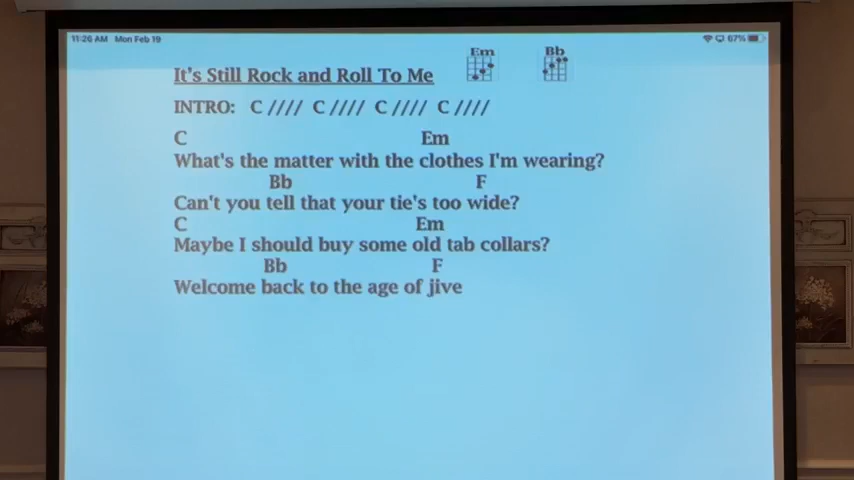 11:26 AM Mon Feb 19
67%
Em Bb
It's Still Rock and Roll To Me
INTRO: C //// C //// C //// C ////
C Em
What's the matter with the clothes I'm wearing?
Bb F
Can't you tell that your tie's too wide?
C Em
Maybe I should buy some old tab collars?
Bb F
Welcome back to the age of jive